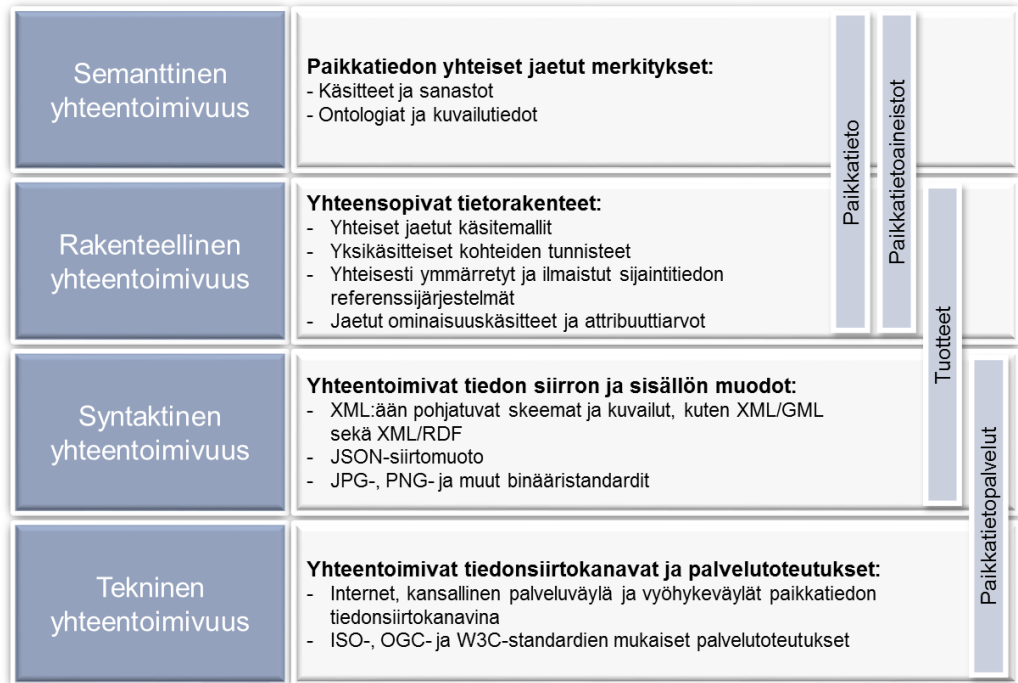 Semanttinen
yhteentoimivuus
Paikkatiedon yhteiset jaetut merkitykset:
- Käsitteet ja sanastot
- Ontologiat ja kuvailutiedot
Rakenteellinen
yhteentoimivuus
Yhteensopivat tietorakenteet:
- Yhteiset jaetut käsitemallit
- Yksikäsitteiset kohteiden tunnisteet
- Yhteisesti ymmärretyt ja ilmaistut sijaintitiedon
referenssijärjestelmät
- Jaetut ominaisuuskäsitteet ja attribuuttiarvot
Syntaktinen
yhteentoimivuus
Yhteentoimivat tiedon siirron ja sisällön muodot:
- XML:ään pohjatuvat skeemat ja kuvailut, kuten XML/GML
sekä XML/RDF
- JSON-siirtomuoto
- JPG-, PNG- ja muut binääristandardit
Tekninen
yhteentoimivuus
Yhteentoimivat tiedonsiirtokanavat ja palvelutoteutukset:
- Internet, kansallinen palveluväylä ja vyöhykeväylät paikkatiedon
tiedonsiirtokanavina
- ISO-, OGC- ja W3C-standardien mukaiset palvelutoteutukset
Paikkatieto
Paikkatietoaineistot
Tuotteet
Paikkatietopalvelut